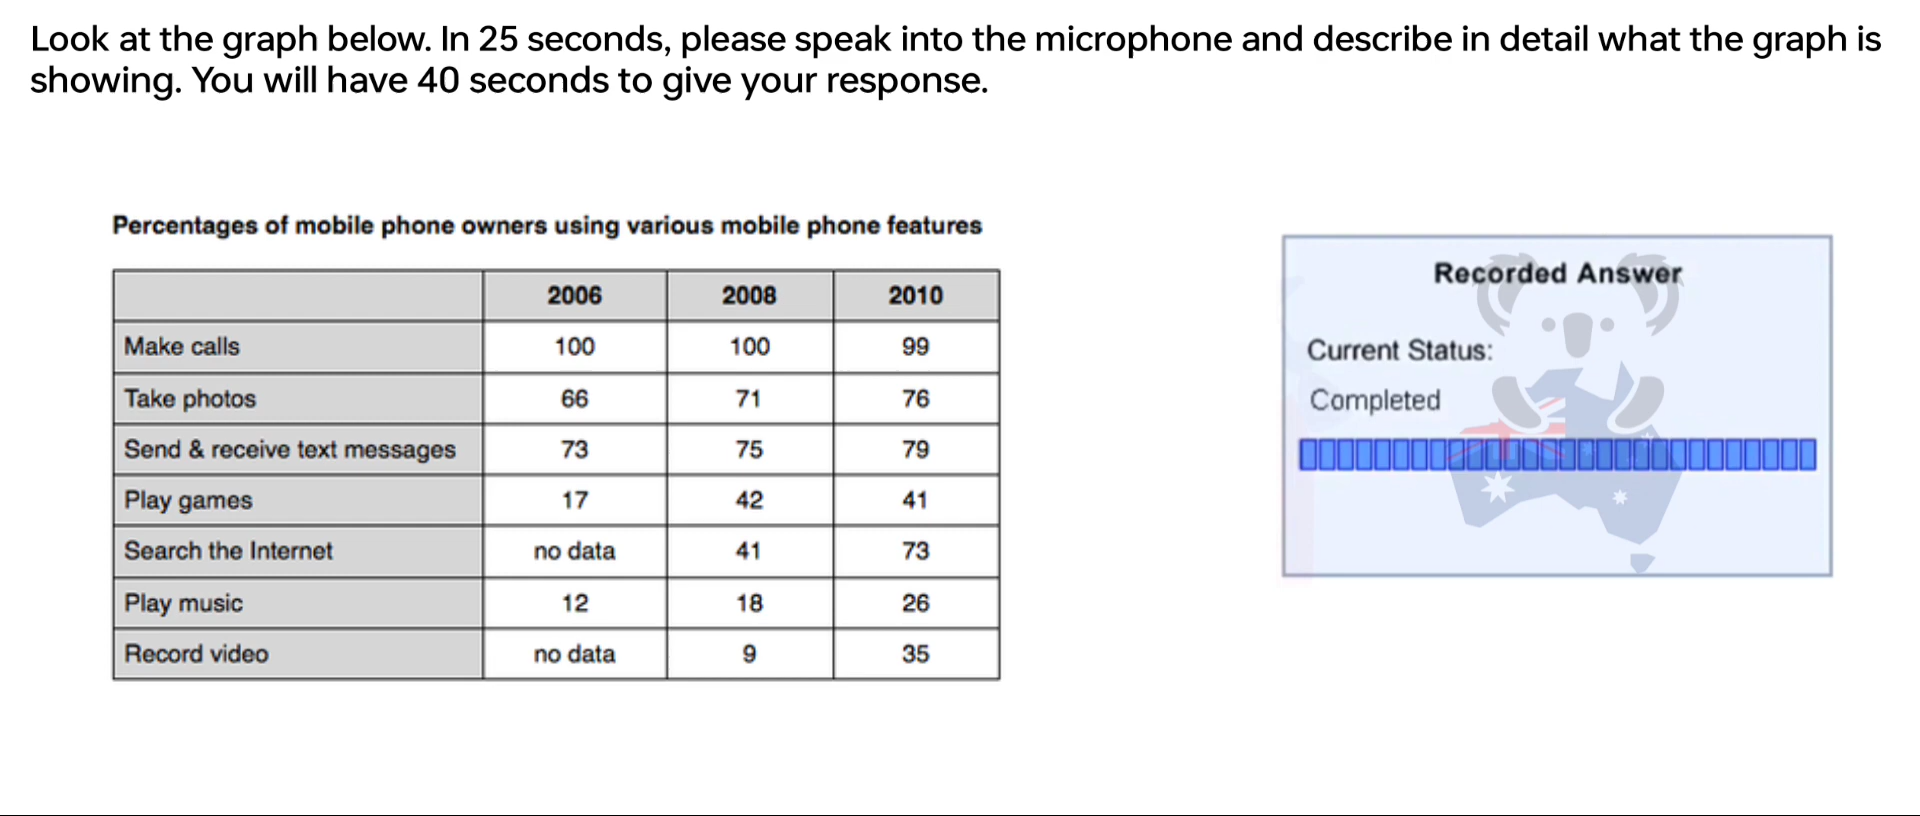 Look at the graph below. In 25 seconds, please speak into the microphone and describe in detail what the graph is
showing. You will have 40 seconds to give your response.
Percentages of mobile phone owners using various mobile phone features
2006 2008 2010
Make calls 100 100 99
Take photos 66 71 76
Send & receive text messages 73 75 79
Play games 17 42 41
Search the Internet no data 41 73
Play music 12 18 26
Record video no data 9 35
Recorded Answer
Current Status:
Completed